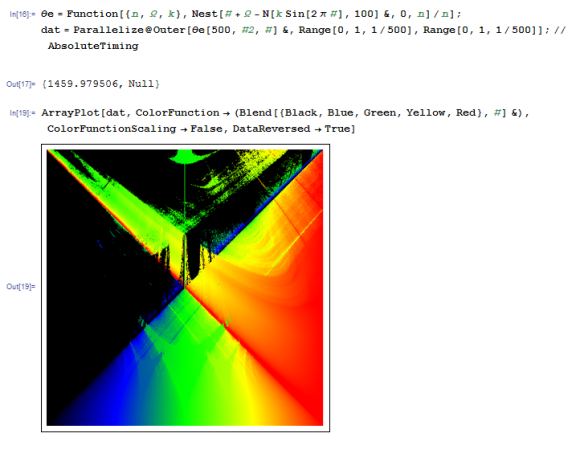 In[16]:= θe = Function[{n, Ω, k}, Nest[# + Ω - N[k Sin[2 π #], 100] &, 0, n] / n];
dat = Parallelize@Outer[θe[500, #2, #] &, Range[0, 1, 1/500], Range[0, 1, 1/500]]; //
AbsoluteTiming
Out[17]= {1459.979506, Null}
In[19]:= ArrayPlot[dat, ColorFunction → (Blend[{Black, Blue, Green, Yellow, Red}, #] &),
ColorFunctionScaling → False, DataReversed → True]
Out[19]=